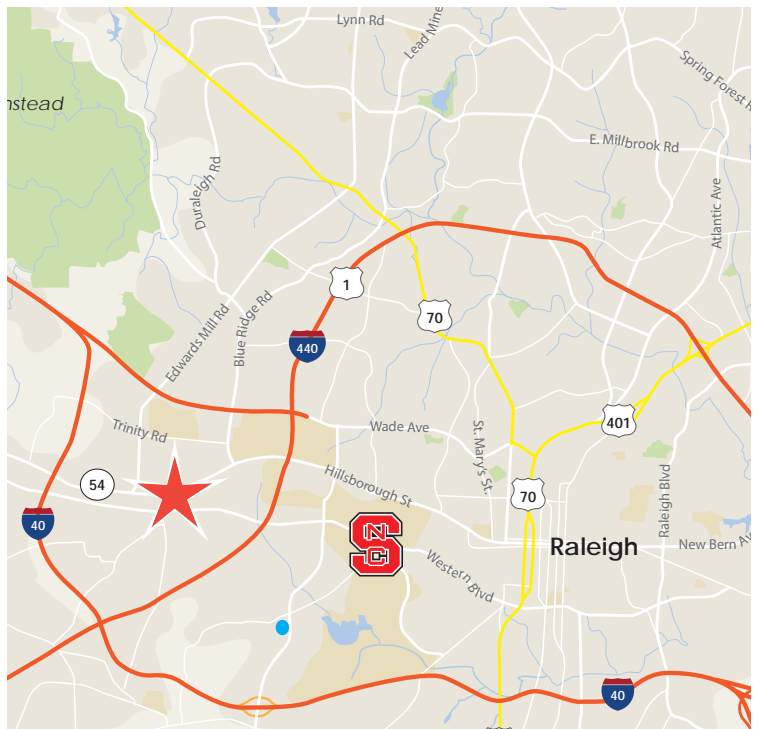 Lynn Rd
Lead Mine
Spring Forest R
nstead
E. Millbrook Rd
Duraleigh Rd
Atlantic Ave
1
70
Edwards Mill Rd
Blue Ridge Rd
440
Trinity Rd
Wade Ave
401
St. Mary's St.
54
Hillsborough St
70
Raleigh Blvd
40
NCS
Raleigh
New Bern Av
Western Blvd
40